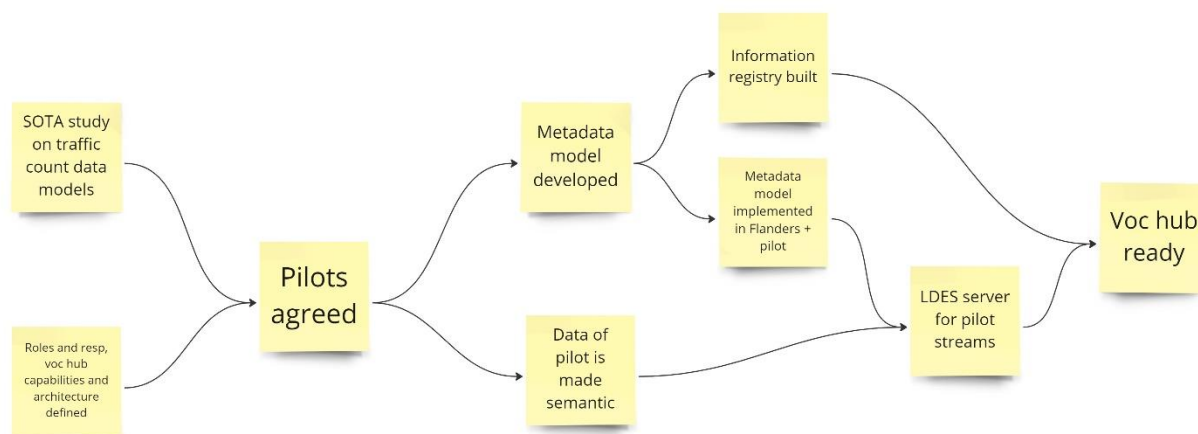 SOTA study
on traffic
count data
models
Roles and resp,
voc hub
capabilities and
architecture
defined
Pilots
agreed
Metadata
model
developed
Data of
pilot is
made
semantic
Information
registry built
Metadata
model
implemented
in Flanders +
pilot
LDES server
for pilot
streams
Voc hub
ready